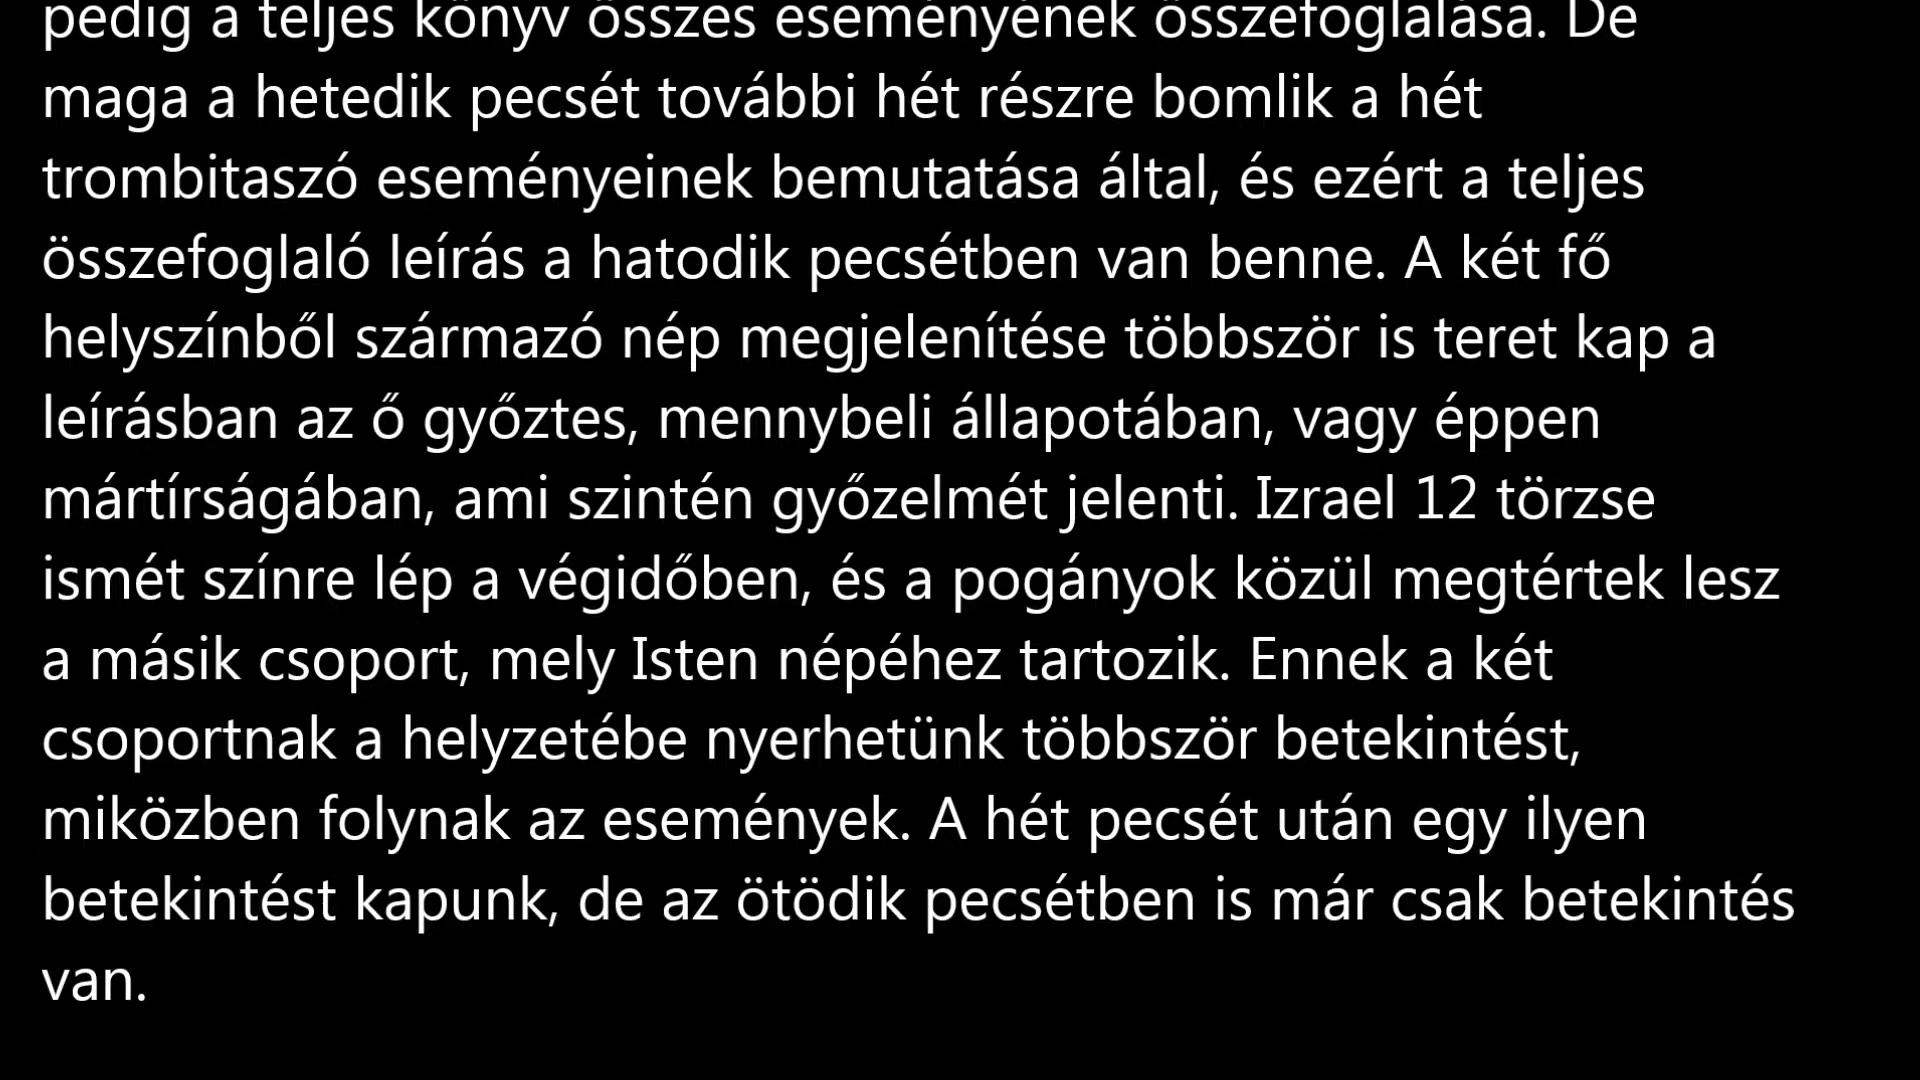 pedig a teljes könyv összes eseményének összefoglalása. De
maga a hetedik pecsét további hét részre bomlik a hét
trombitaszó eseményeinek bemutatása által, és ezért a teljes
összefoglaló leírás a hatodik pecsétben van benne. A két fő
helyszínből származó nép megjelenítése többször is teret kap a
leírásban az ő győztes, mennybeli állapotában, vagy éppen
mártírságában, ami szintén győzelmét jelenti. Izrael 12 törzse
ismét színre lép a végidőben, és a pogányok közül megtértek lesz
a másik csoport, mely Isten népéhez tartozik. Ennek a két
csoportnak a helyzetébe nyerhetünk többször betekintést,
miközben folynak az események. A hét pecsét után egy ilyen
betekintést kapunk, de az ötödik pecsétben is már csak betekintés
van.